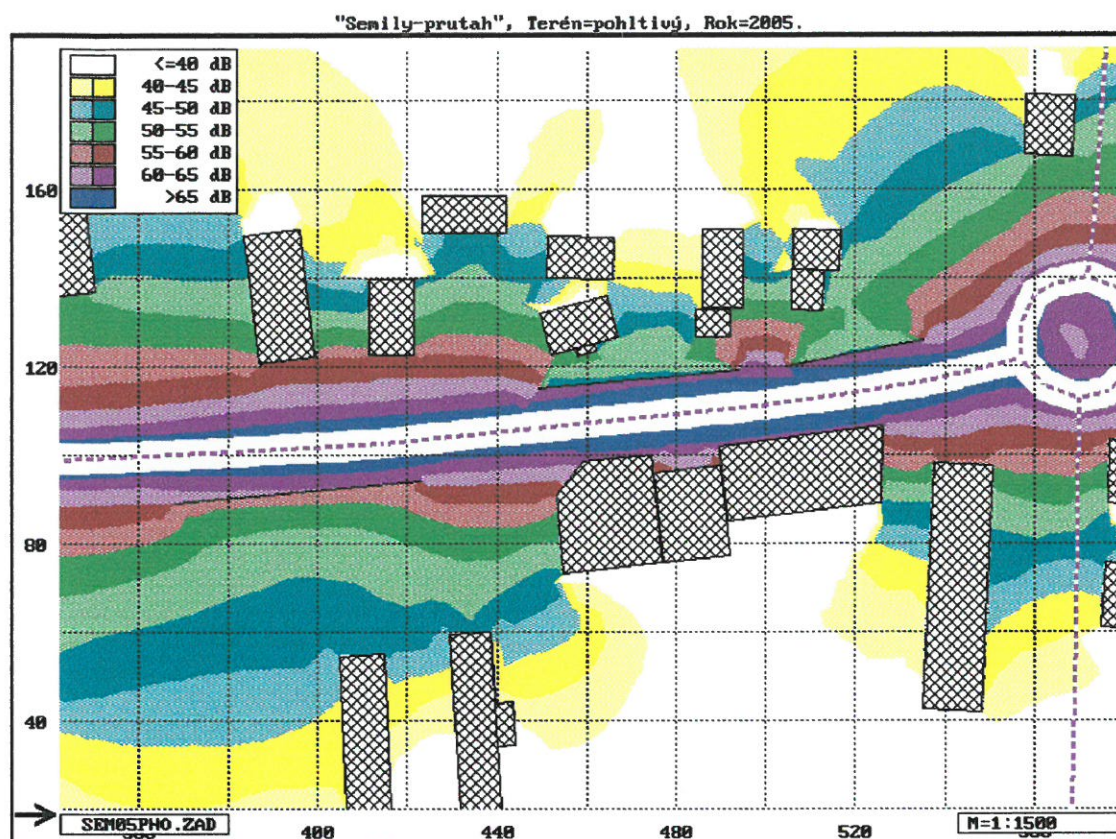 "Semily-prutah", Terén=pohltivý, Rok=2005.
<=40 dB
40-45 dB
45-50 dB
50-55 dB
55-60 dB
60-65 dB
>65 dB
160
120
80
40
SEM05PHO.ZAD
400
440
480
520
M=1:1500